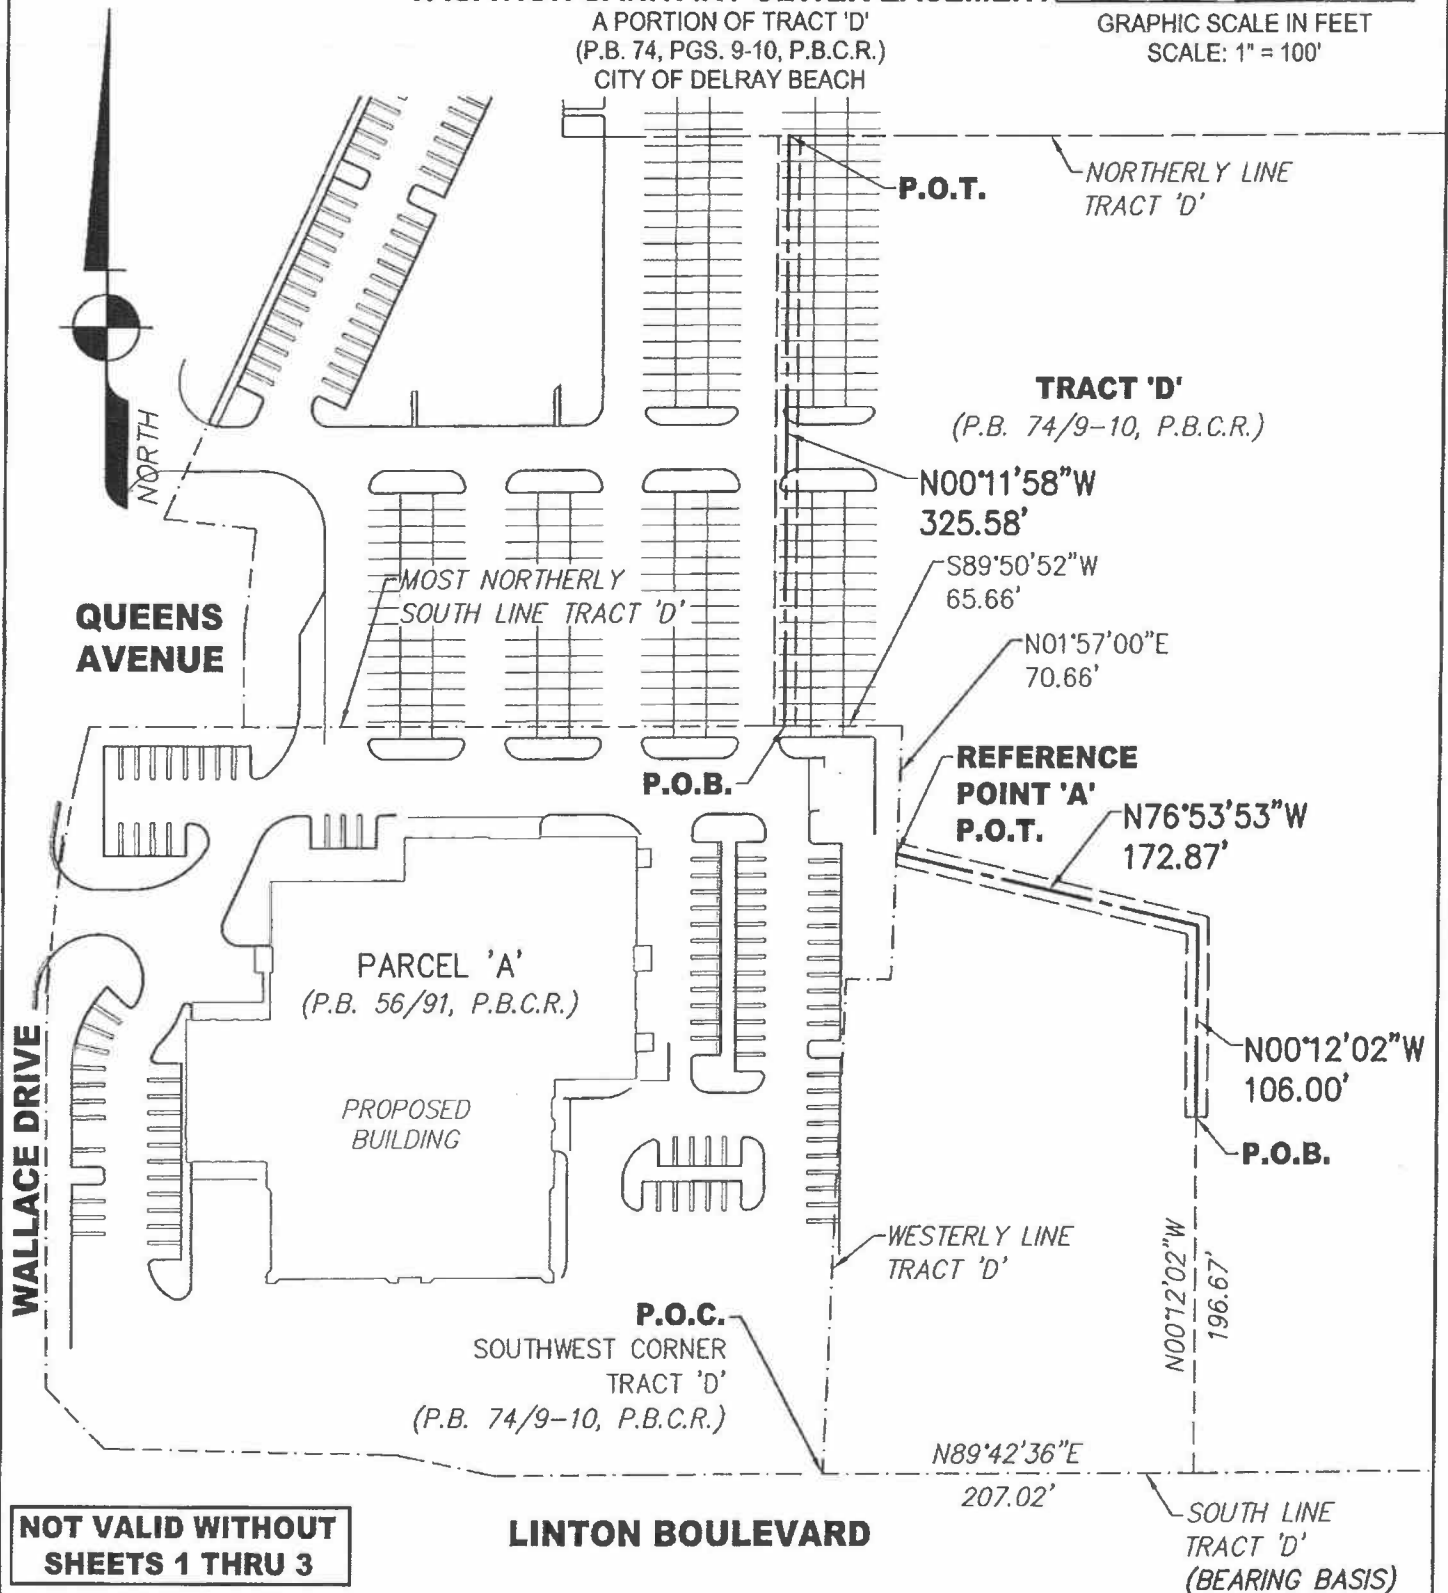 A PORTION OF TRACT 'D'
(P.B. 74, PGS. 9-10, P.B.C.R.)
CITY OF DELRAY BEACH
GRAPHIC SCALE IN FEET
SCALE: 1" = 100'
NORTH
P.O.T.
NORTHERLY LINE
TRACT 'D'
TRACT 'D'
(P.B. 74/9-10, P.B.C.R.)
N00°11'58"W
325.58'
S89°50'52"W
65.66'
N01°57'00"E
70.66'
MOST NORTHERLY
SOUTH LINE TRACT 'D'
QUEENS
AVENUE
P.O.B.
REFERENCE
POINT 'A'
P.O.T.
N76°53'53"W
172.87'
PARCEL 'A'
(P.B. 56/91, P.B.C.R.)
PROPOSED
BUILDING
N00°12'02"W
106.00'
P.O.B.
WALLACE DRIVE
WESTERLY LINE
TRACT 'D'
N00°12'02"W
196.67'
P.O.C.
SOUTHWEST CORNER
TRACT 'D'
(P.B. 74/9-10, P.B.C.R.)
N89°42'36"E
207.02'
SOUTH LINE
TRACT 'D'
(BEARING BASIS)
LINTON BOULEVARD
NOT VALID WITHOUT
SHEETS 1 THRU 3